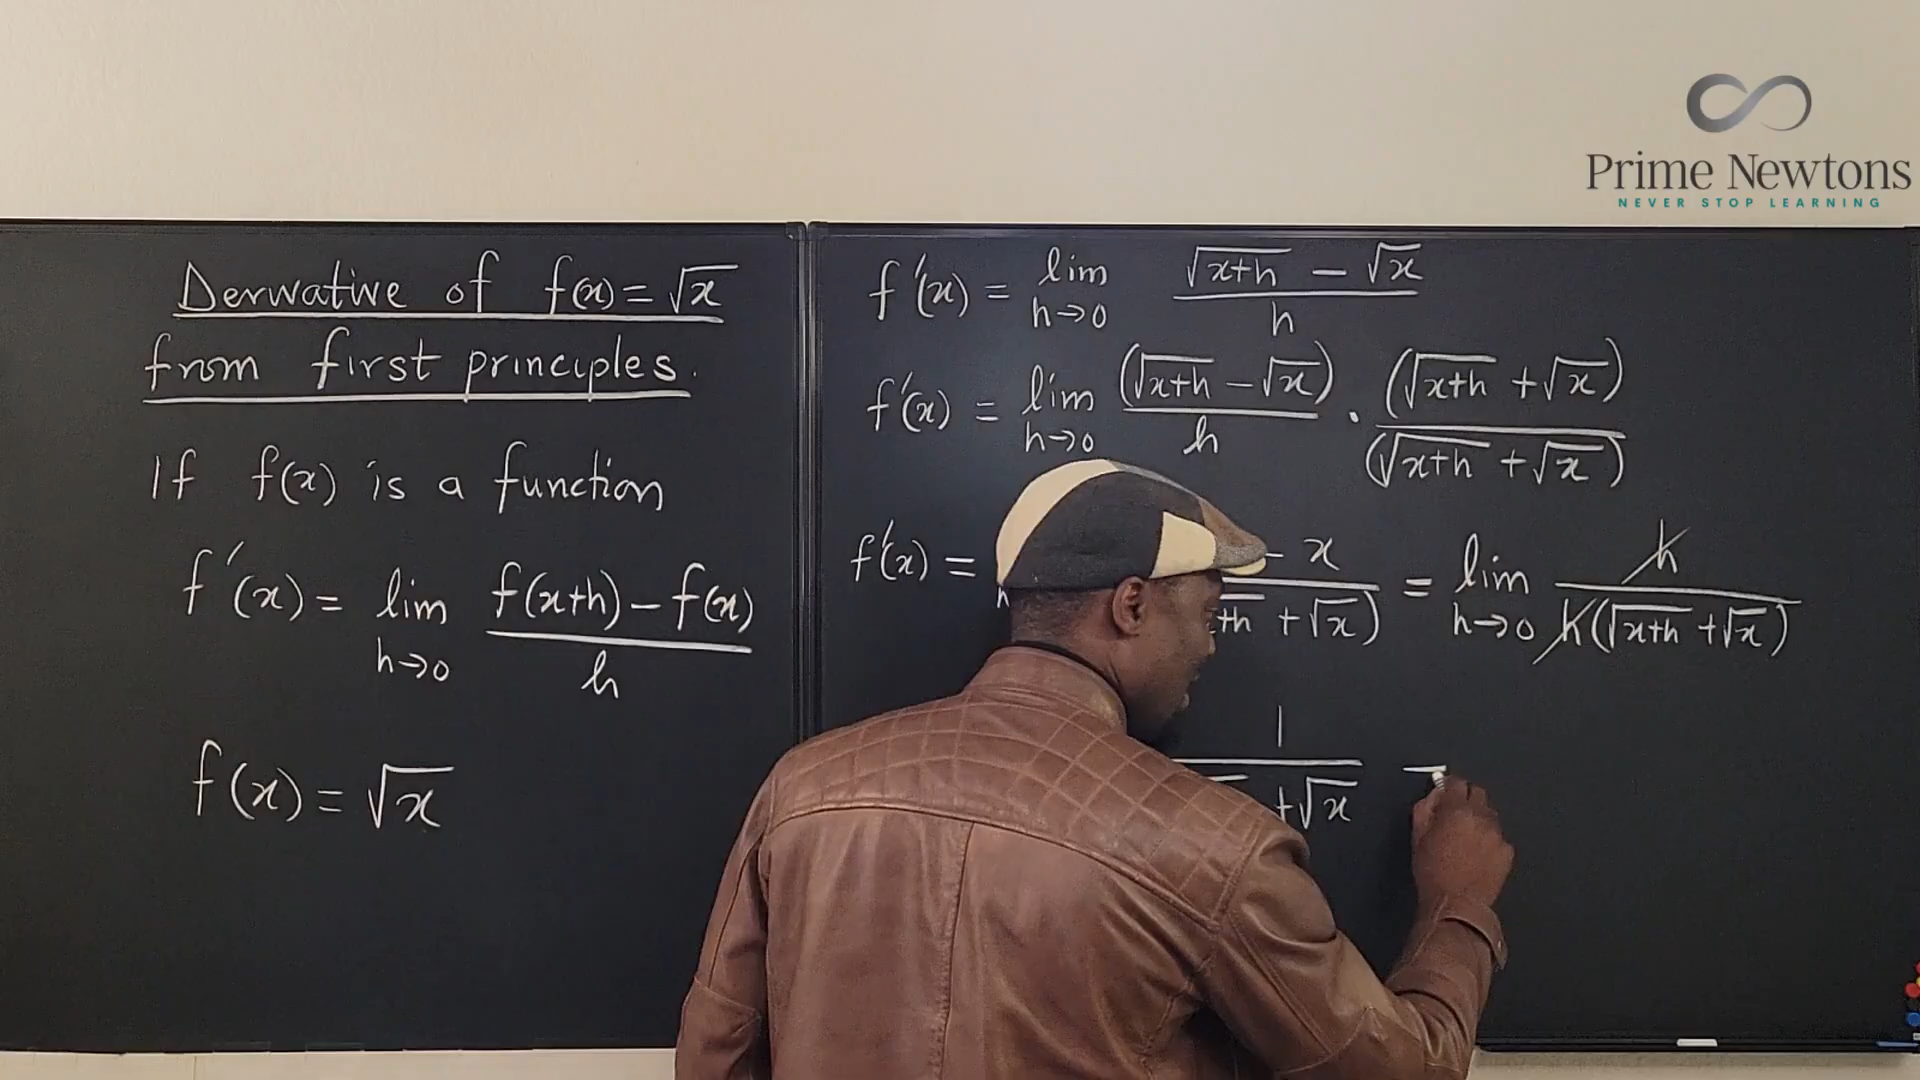 Prime Newtons
NEVER STOP LEARNING
Derivative of f(x) = √x
from first principles.
If f(x) is a function
f′(x) = lim h→0 f(x+h) − f(x) / h
f(x) = √x
f′(x) = lim h→0 √x+h − √x / h
f′(x) = lim h→0 (√x+h − √x) / h · (√x+h + √x) / (√x+h + √x)
f′(x) = − x / +h + √x) = lim h→0 h / h(√x+h + √x)
1 / + √x